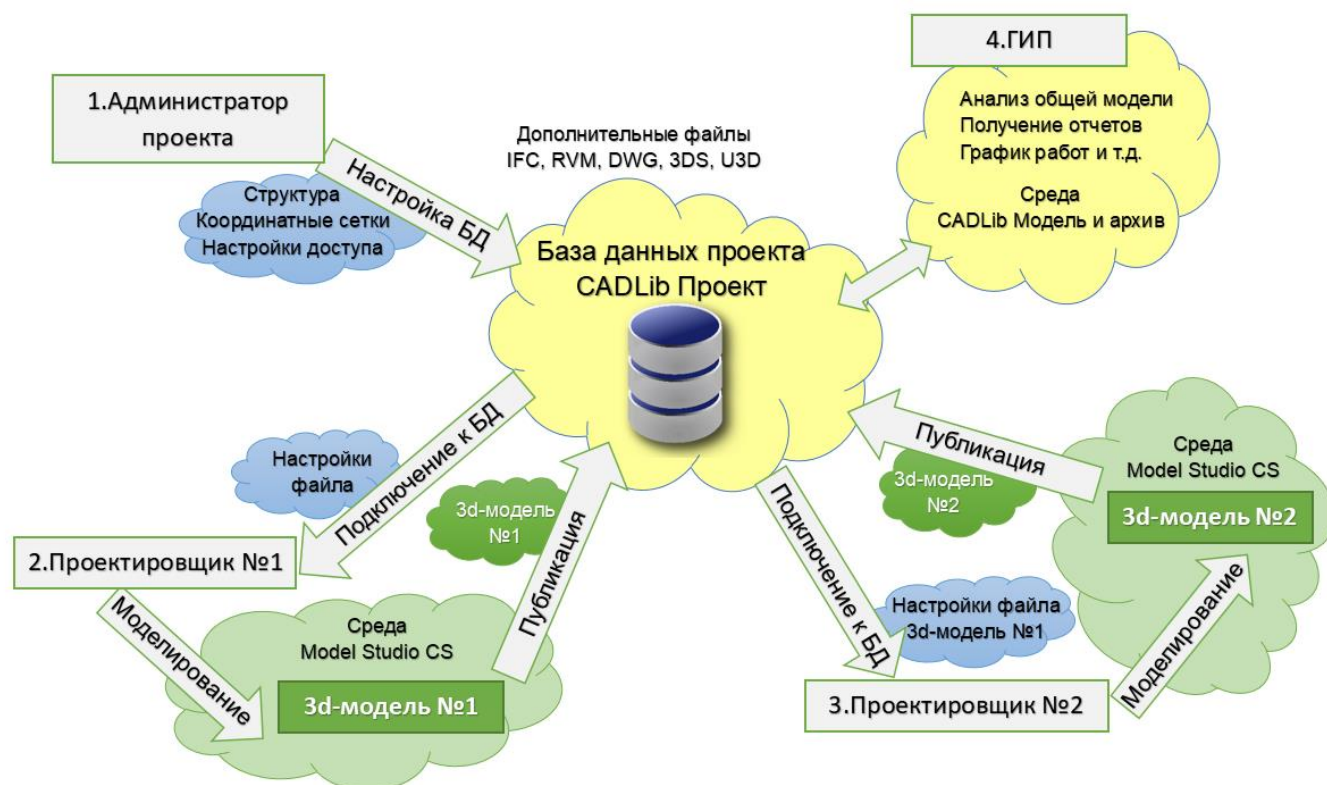 1.Администратор
проекта
Настройка БД
Структура
Координатные сетки
Настройки доступа
Дополнительные файлы
IFC, RVM, DWG, 3DS, U3D
База данных проекта
CADLib Проект
4.ГИП
Анализ общей модели
Получение отчетов
График работ и т.д.
Среда
CADLib Модель и архив
Подключение к БД
Настройки
файла
2.Проектировщик №1
Моделирование
Среда
Model Studio CS
3d-модель №1
Публикация
3d-модель
№1
Подключение к БД
Настройки файла
3d-модель №1
3.Проектировщик №2
Моделирование
Среда
Model Studio CS
3d-модель №2
Публикация
3d-модель
№2